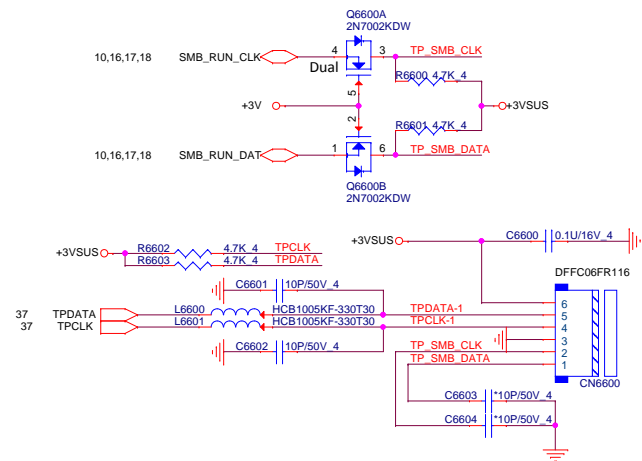 Q6600A
2N7002KDW
10,16,17,18 SMB_RUN_CLK 4 3 TP_SMB_CLK
Dual
R6600 4.7K_4
5
+3V +3VSUS
2
R6601 4.7K_4
10,16,17,18 SMB_RUN_DAT 1 6 TP_SMB_DATA
Q6600B
2N7002KDW
+3VSUS R6602 4.7K_4 TPCLK
R6603 4.7K_4 TPDATA
+3VSUS C6600 0.1U/16V_4
DFFC06FR116
C6601 10P/50V_4
37 TPDATA L6600 HCB1005KF-330T30 TPDATA-1
37 TPCLK L6601 HCB1005KF-330T30 TPCLK-1
C6602 10P/50V_4
TP_SMB_CLK
TP_SMB_DATA
6
5
4
3
2
1
CN6600
C6603 *10P/50V_4
C6604 *10P/50V_4